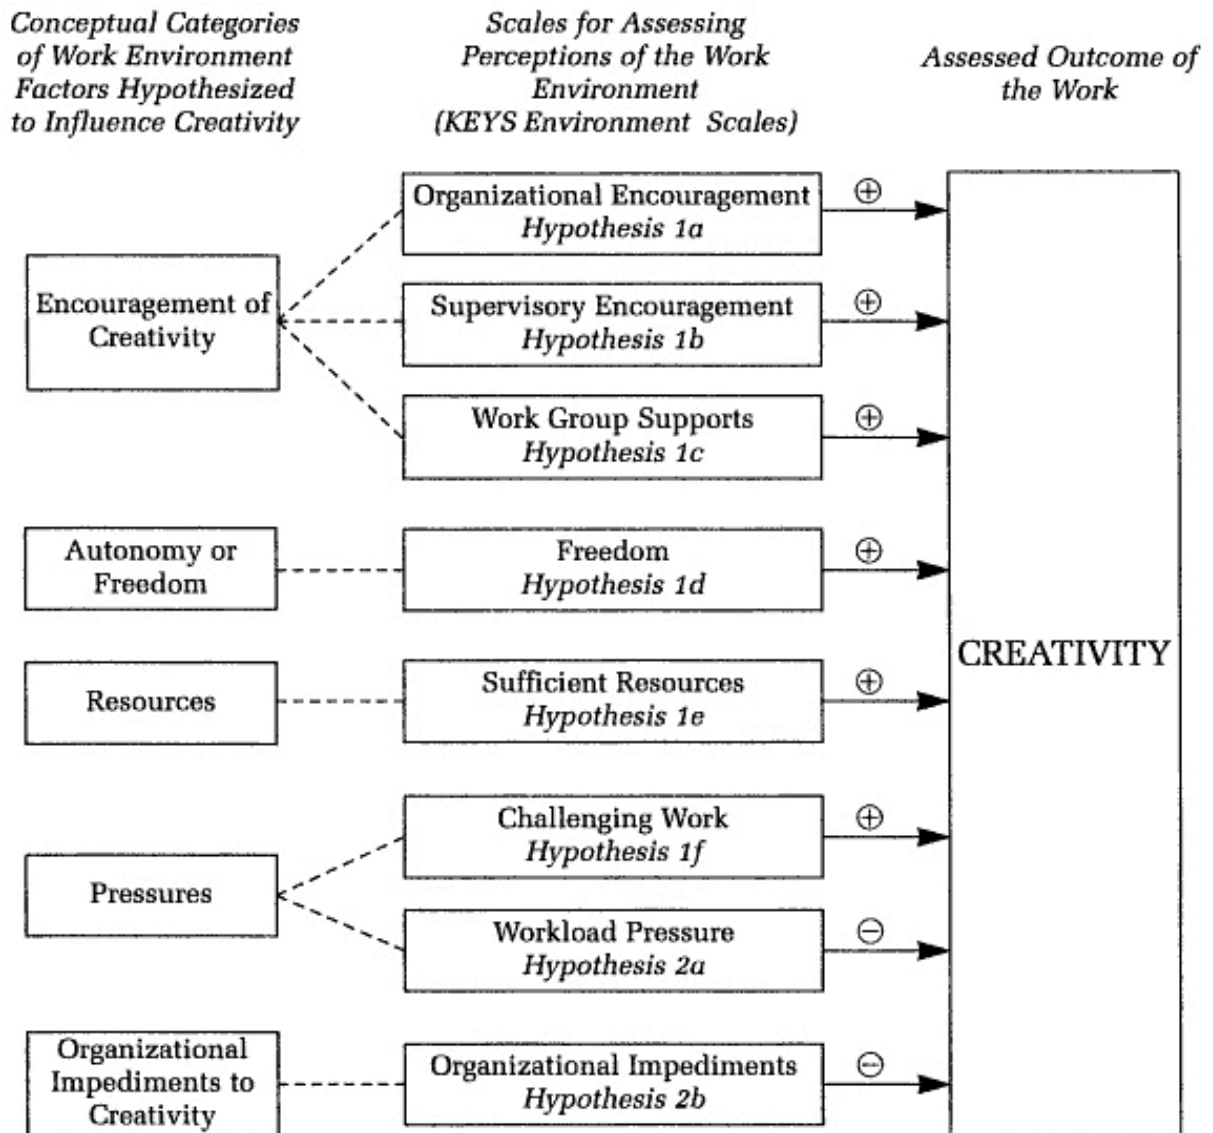 Conceptual Categories
of Work Environment
Factors Hypothesized
to Influence Creativity
Scales for Assessing
Perceptions of the Work
Environment
(KEYS Environment Scales)
Assessed Outcome of
the Work
Encouragement of
Creativity
Organizational Encouragement
Hypothesis 1a
⊕
Supervisory Encouragement
Hypothesis 1b
⊕
Work Group Supports
Hypothesis 1c
⊕
Autonomy or
Freedom
Freedom
Hypothesis 1d
⊕
Resources
Sufficient Resources
Hypothesis 1e
⊕
Pressures
Challenging Work
Hypothesis 1f
⊕
Workload Pressure
Hypothesis 2a
⊖
Organizational
Impediments to
Creativity
Organizational Impediments
Hypothesis 2b
⊖
CREATIVITY